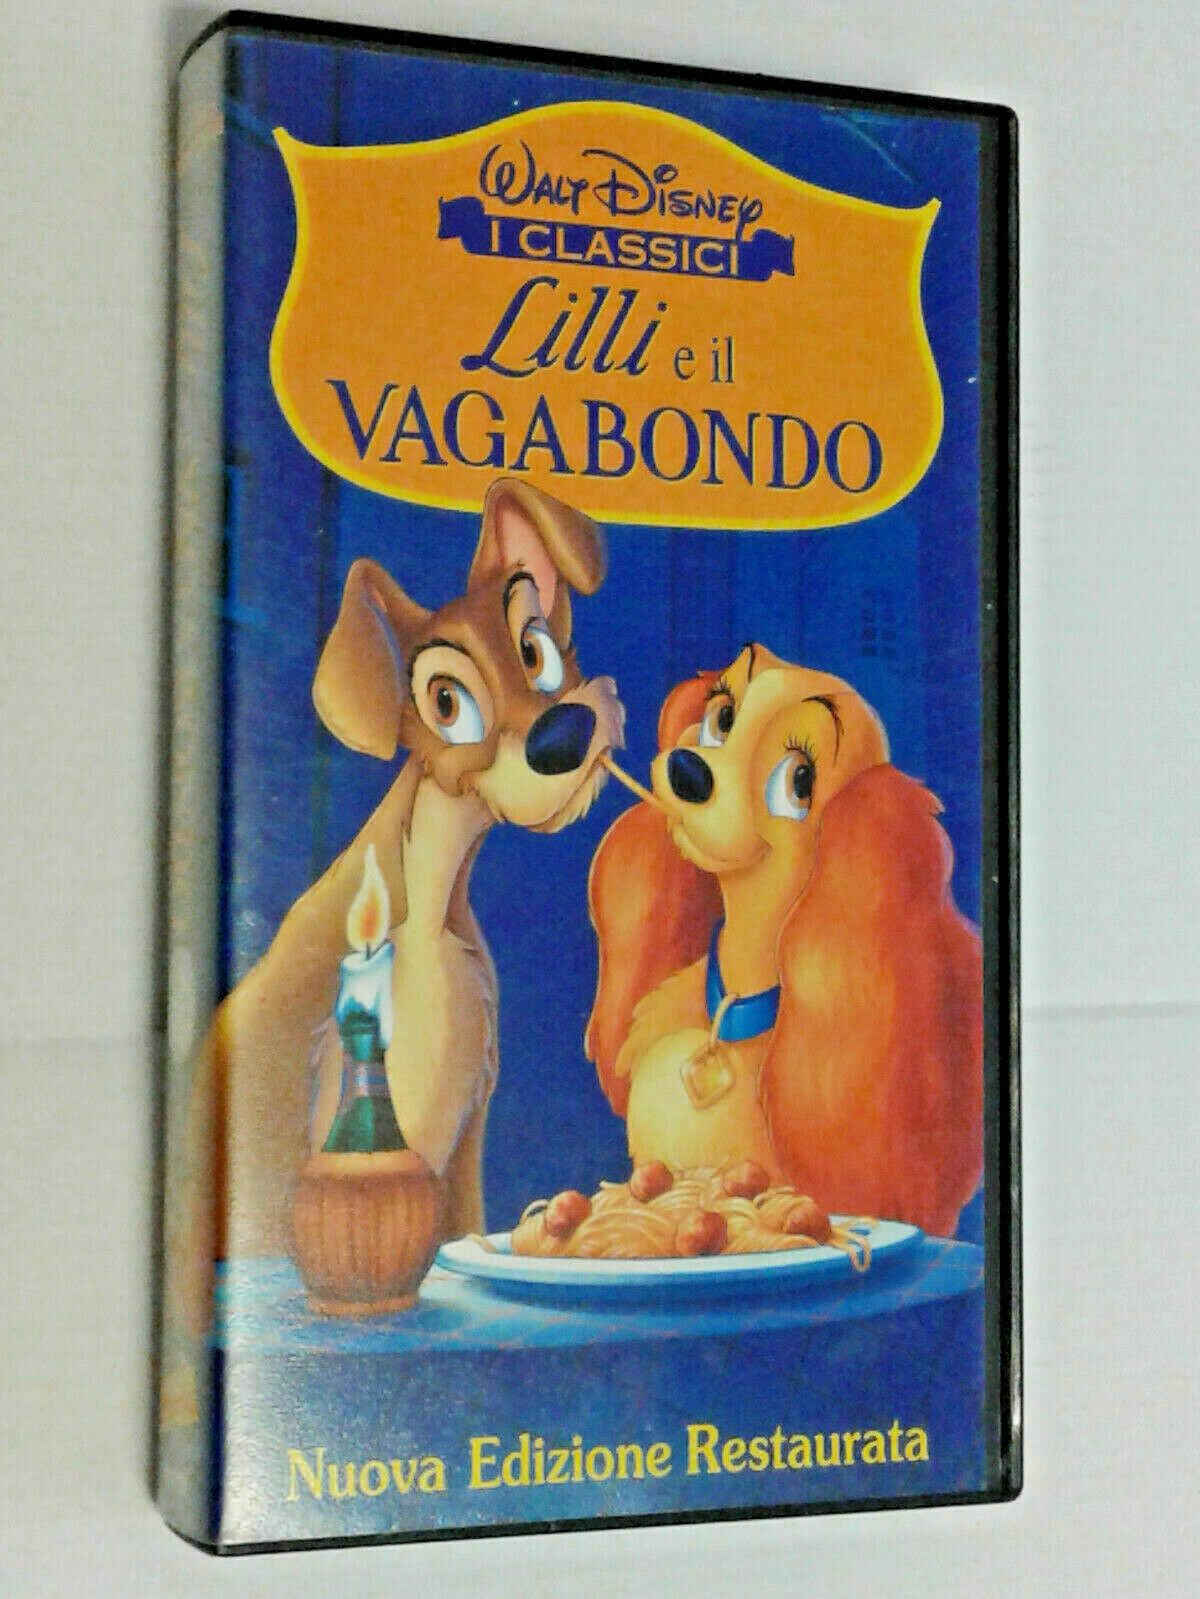 WALT DISNEY
I CLASSICI
Lilli e il
VAGABONDO
Nuova Edizione Restaurata